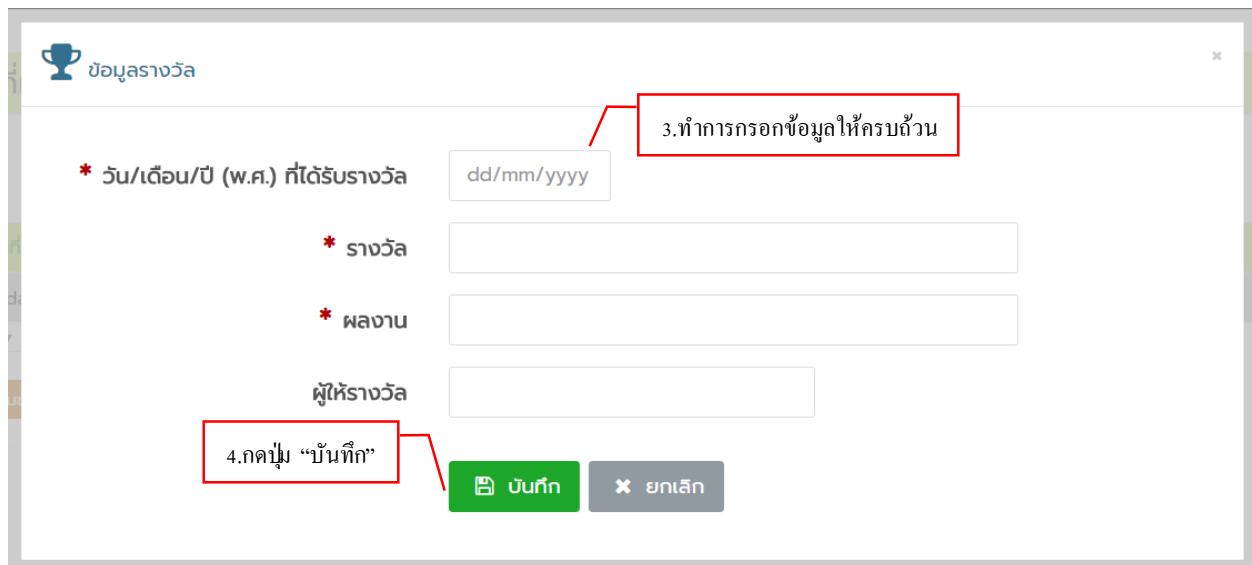 ข้อมูลรางวัล
×
3.ทำการกรอกข้อมูลให้ครบถ้วน
* วัน/เดือน/ปี (พ.ศ.) ที่ได้รับรางวัล
dd/mm/yyyy
* รางวัล
* ผลงาน
ผู้ให้รางวัล
4.กดปุ่ม “บันทึก”
บันทึก
ยกเลิก